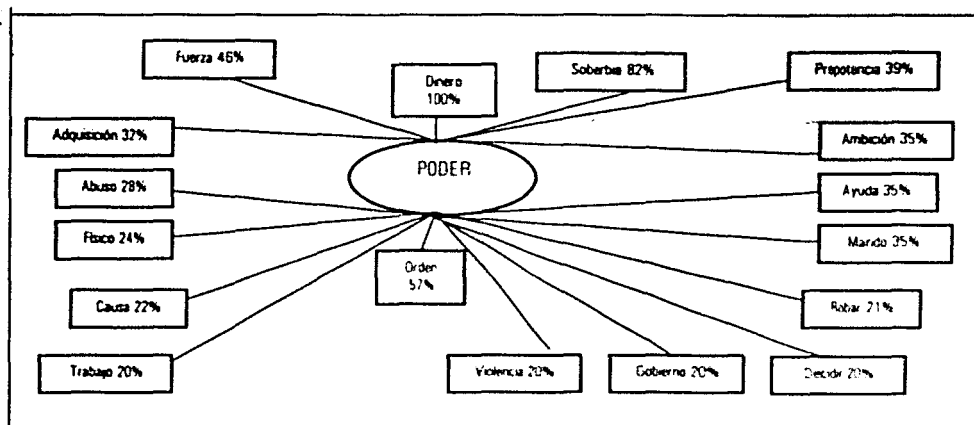 Fuerza 46%
Dinero
100%
Soberbia 82%
Prepotencia 39%
Adquisición 32%
Ambición 35%
PODER
Abuso 28%
Ayuda 35%
Físico 24%
Marido 35%
Orden
57%
Causa 22%
Robar 21%
Trabajo 20%
Violencia 20%
Gobierno 20%
Decidir 20%